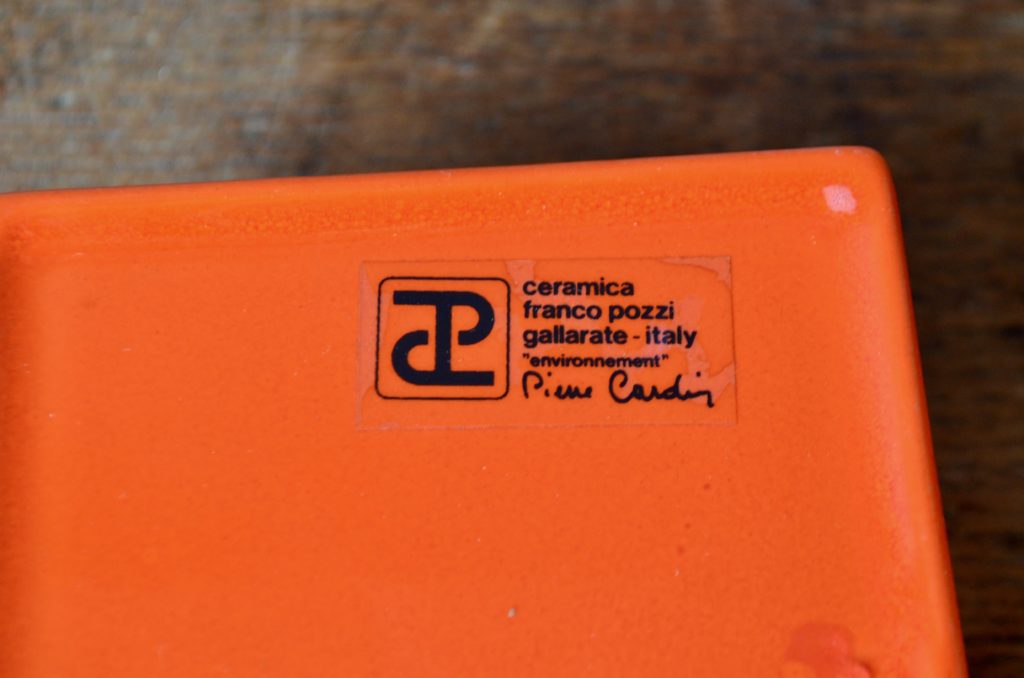 ceramica
franco pozzi
gallarate - italy
"environnement"
Pierre Cardin